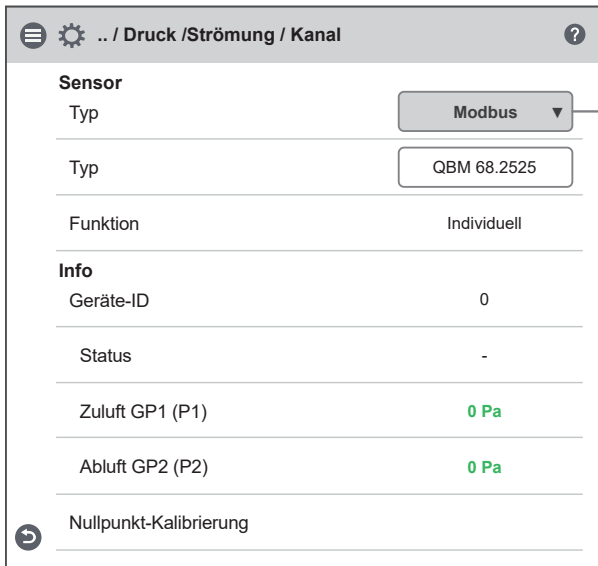 .. / Druck /Strömung / Kanal ?
Sensor
Typ Modbus ▼
Typ QBM 68.2525
Funktion Individuell
Info
Geräte-ID 0
Status -
Zuluft GP1 (P1) 0 Pa
Abluft GP2 (P2) 0 Pa
Nullpunkt-Kalibrierung